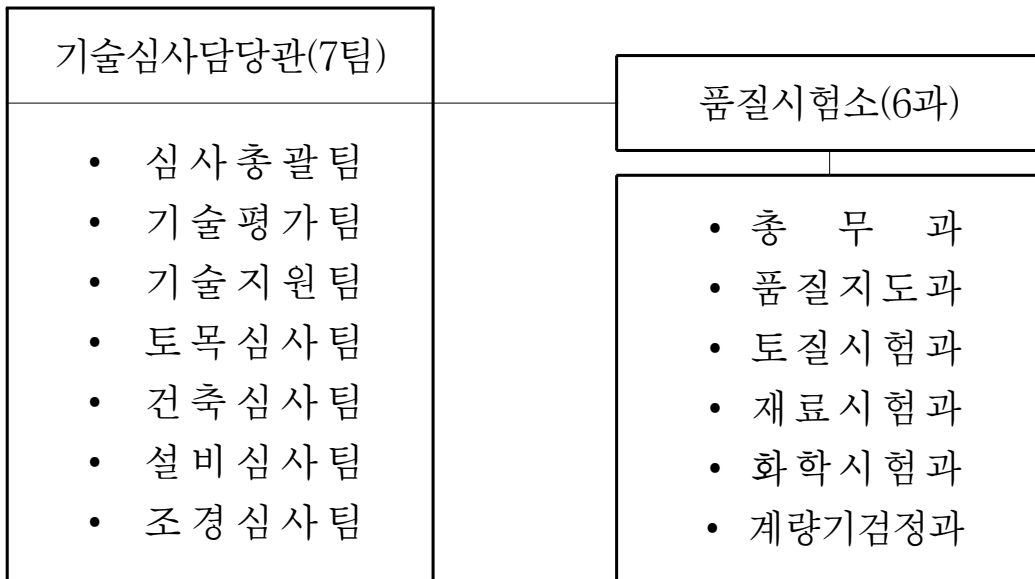 기술심사담당관(7팀)
• 심사총괄팀
• 기술평가팀
• 기술지원팀
• 토목심사팀
• 건축심사팀
• 설비심사팀
• 조경심사팀
품질시험소(6과)
• 총 무 과
• 품질지도과
• 토질시험과
• 재료시험과
• 화학시험과
• 계량기검정과